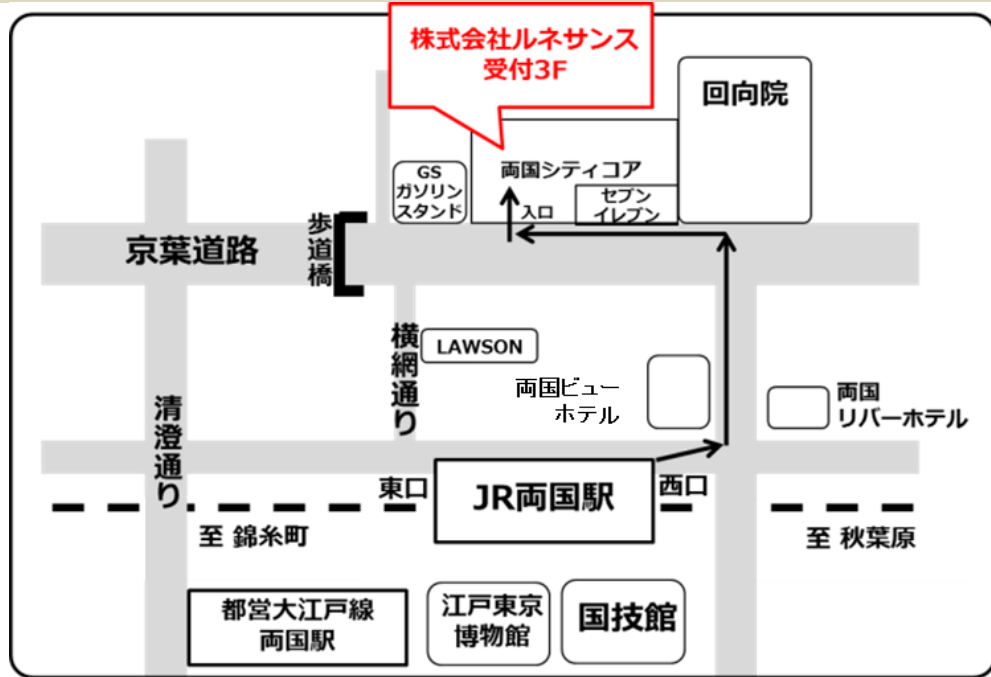 株式会社ルネサンス
受付3F
回向院
両国シティコア
GS
ガソリン
スタンド
セブン
イレブン
入口
歩道橋
京葉道路
横網通り
LAWSON
両国ビュー
ホテル
両国
リバーホテル
清澄通り
東口
JR両国駅
西口
至 錦糸町
至 秋葉原
都営大江戸線
両国駅
江戸東京
博物館
国技館